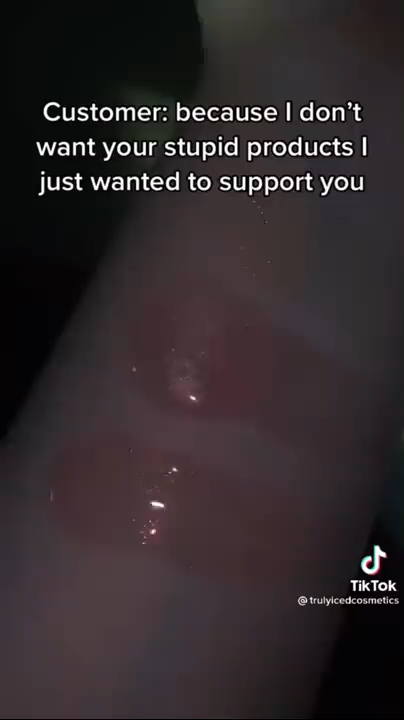 Customer: because I don't
want your stupid products I
just wanted to support you
TikTok
@trulyicedcosmetics